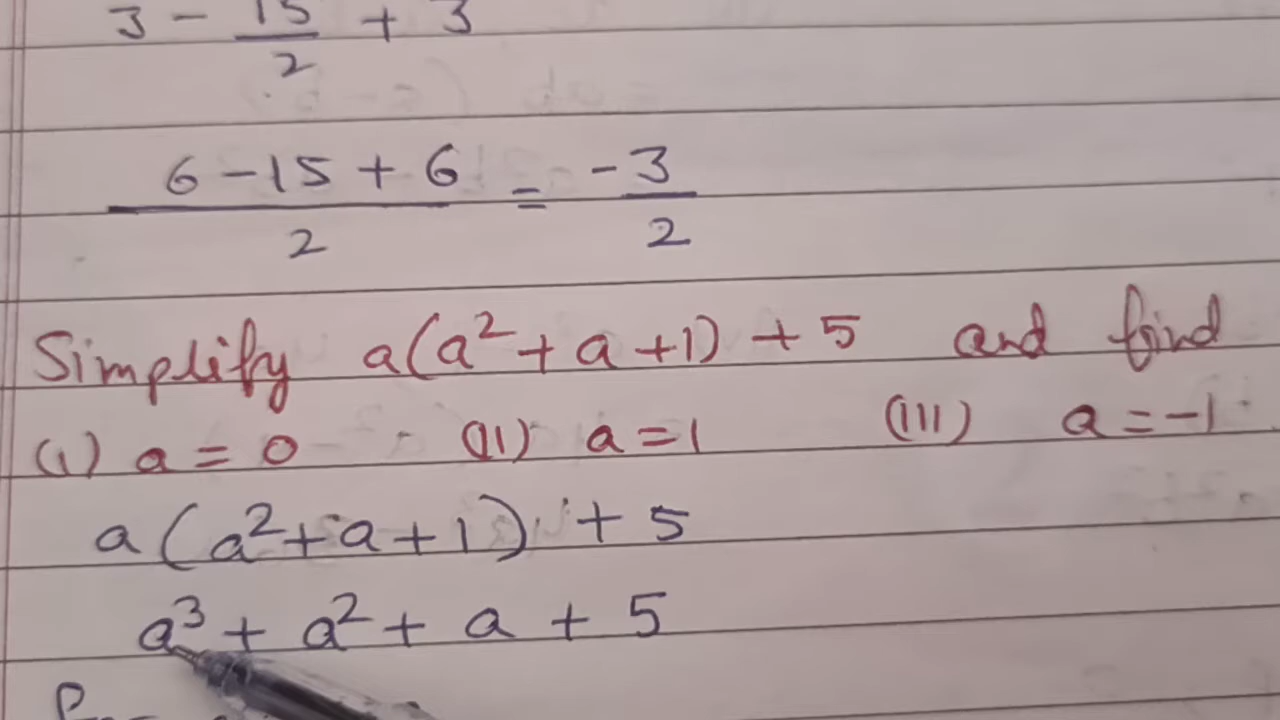 3 - 15/2 + 3
(6 - 15 + 6)/2 = -3/2
Simplify a(a² + a + 1) + 5 and find
(I) a = 0 (II) a = 1 (III) a = -1
a(a² + a + 1) + 5
a³ + a² + a + 5